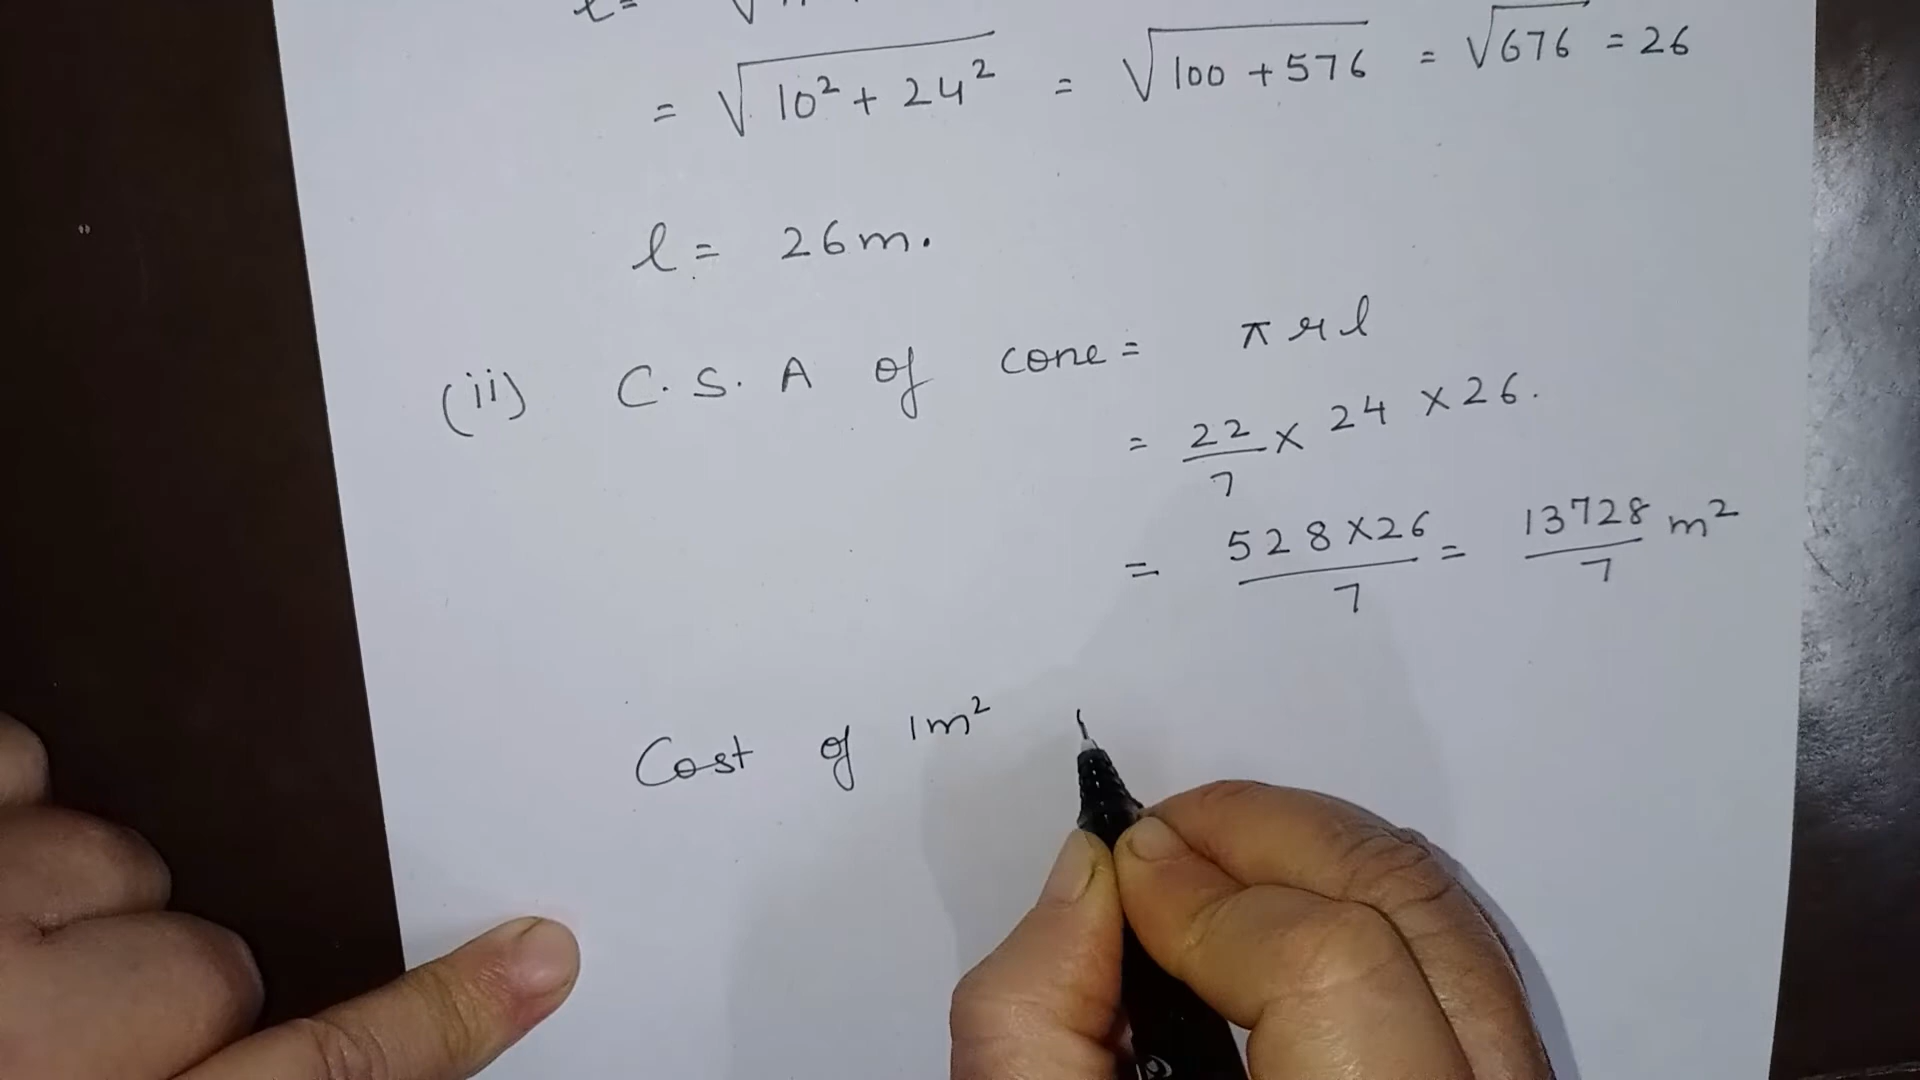 l =
= √10² + 24² = √100 + 576 = √676 = 26
l = 26m.
(ii) C.S.A of cone = πrl
= 22/7 × 24 × 26.
= 528×26/7 = 13728/7 m²
Cost of 1m²